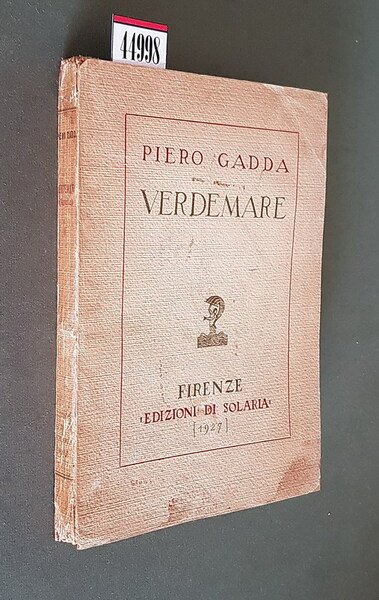 44998
PIERO GADDA
VERDEMARE
FIRENZE
"EDIZIONI DI SOLARIA"
[1927]